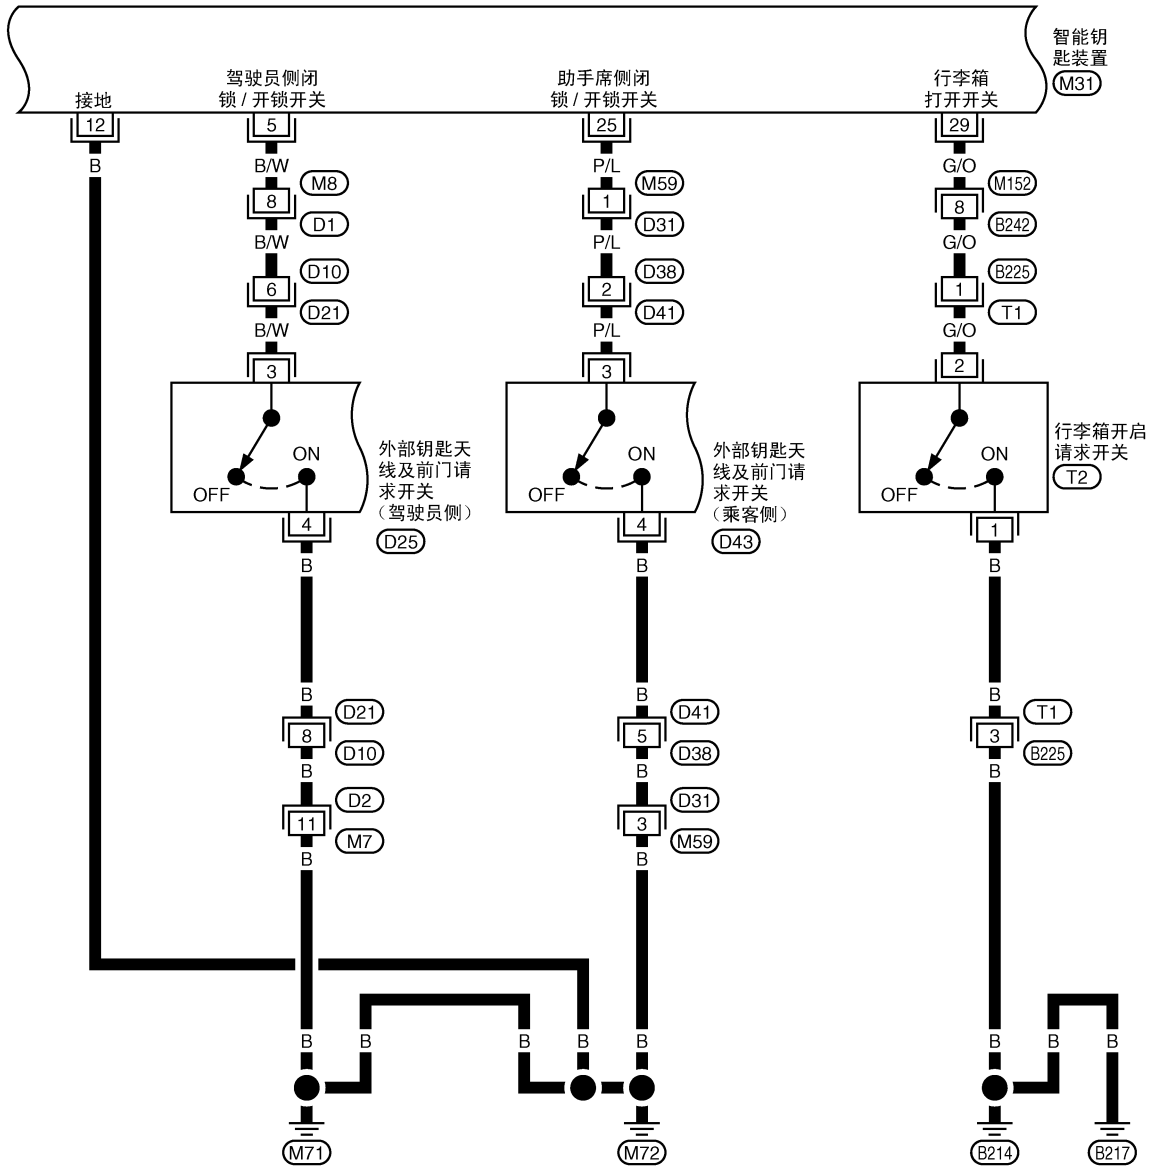 智能钥
匙装置
M31
接地
驾驶员侧闭
锁 / 开锁开关
助手席侧闭
锁 / 开锁开关
行李箱
打开开关
12
5
25
29
B
B/W
P/L
G/O
M8
M59
M152
8
1
8
D1
D31
B242
B/W
P/L
G/O
D10
D38
B225
6
2
1
D21
D41
T1
B/W
P/L
G/O
3
3
2
ON
OFF
外部钥匙天
线及前门请
求开关
（驾驶员侧）
D25
ON
OFF
外部钥匙天
线及前门请
求开关
（乘客侧）
D43
ON
OFF
行李箱开启
请求开关
T2
4
4
1
B
B
B
B
B
B
D21
D41
T1
8
5
3
D10
D38
B225
B
B
B
D2
D31
11
3
M7
M59
B
B
B
B
B
B
B
B
B
B
M71
M72
B214
B217